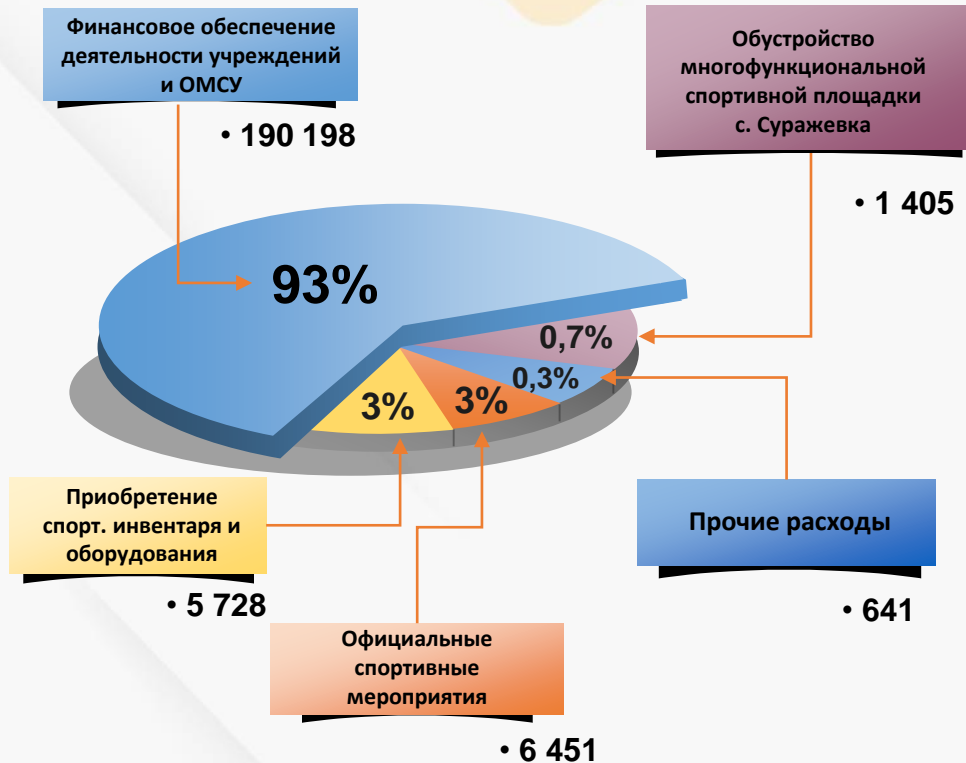 Финансовое обеспечение
деятельности учреждений
и ОМСУ
• 190 198
Обустройство
многофункциональной
спортивной площадки
с. Суражевка
• 1 405
93%
0,7%
0,3%
3%
3%
Приобретение
спорт. инвентаря и
оборудования
• 5 728
Прочие расходы
• 641
Официальные
спортивные
мероприятия
• 6 451